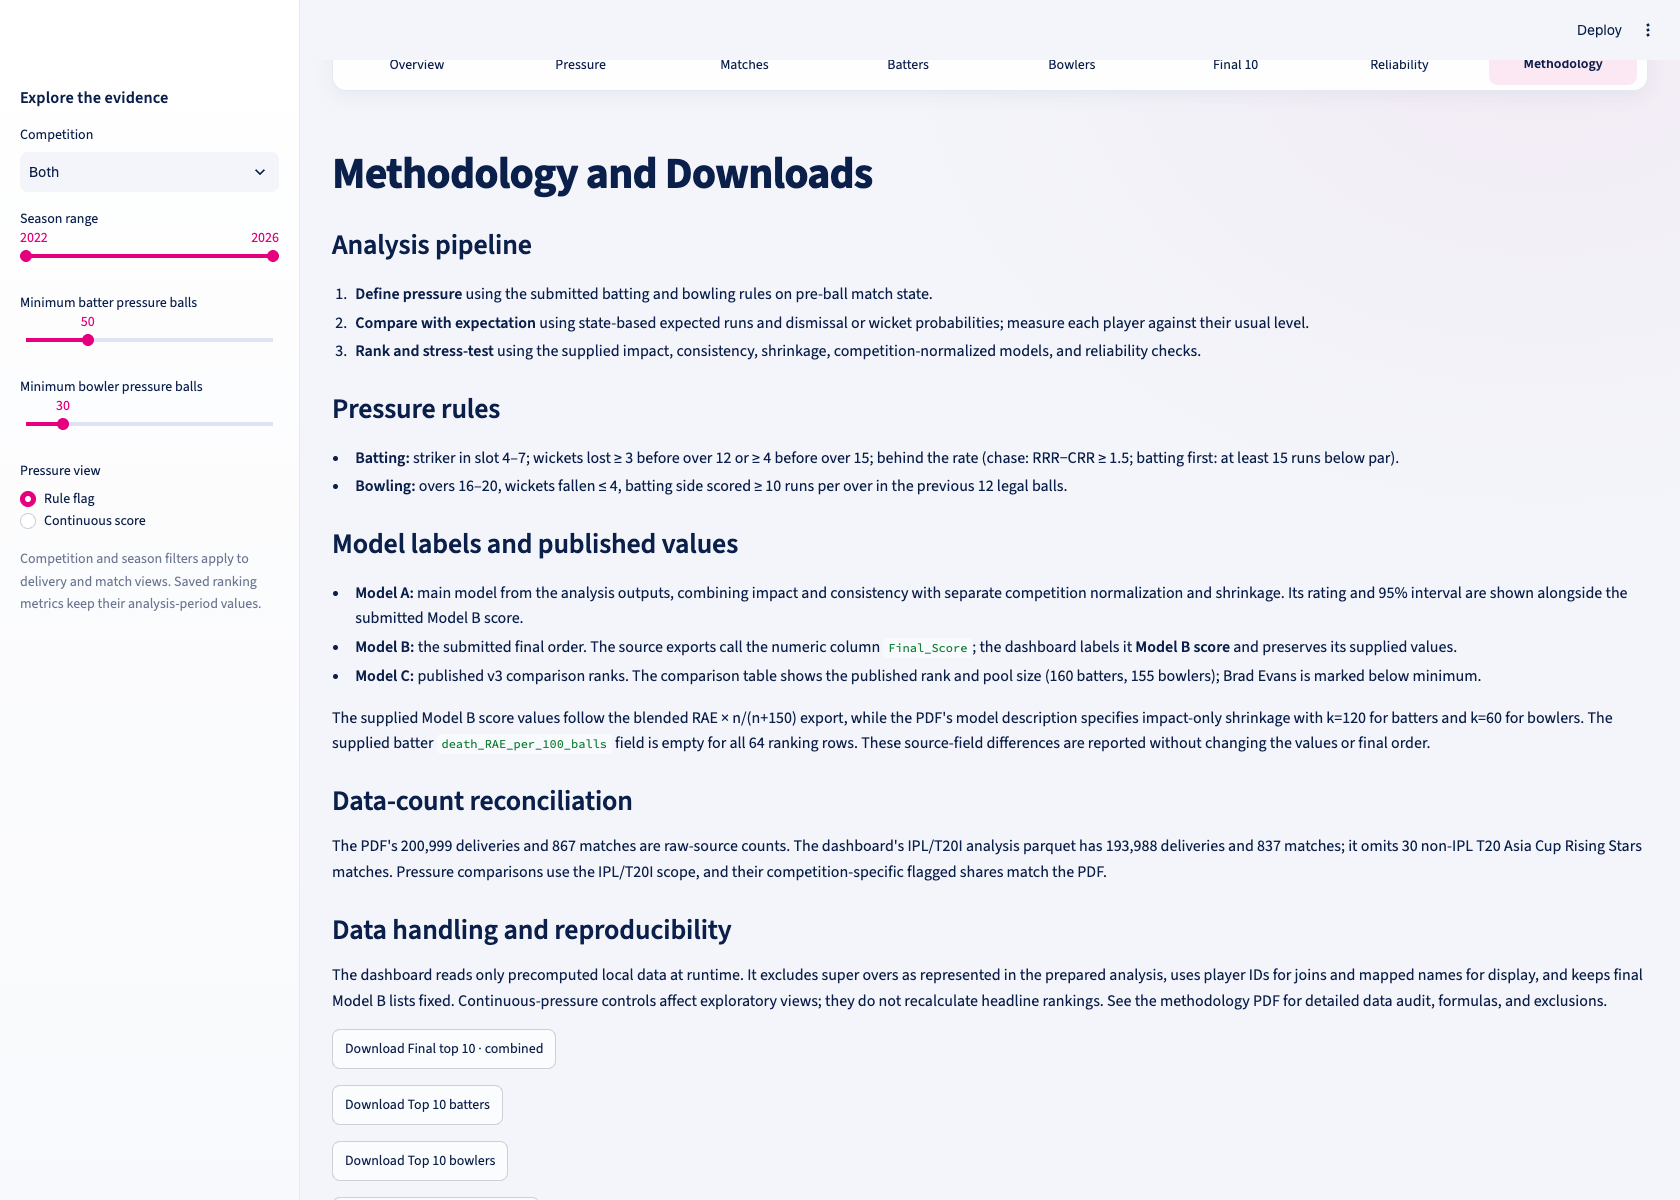 Deploy
Overview
Pressure
Matches
Batters
Bowlers
Final 10
Reliability
Methodology
Explore the evidence
Competition
Both
Season range
2022
2026
Minimum batter pressure balls
50
Minimum bowler pressure balls
30
Pressure view
Rule flag
Continuous score
Competition and season filters apply to
delivery and match views. Saved ranking
metrics keep their analysis-period values.
Methodology and Downloads
Analysis pipeline
1. Define pressure using the submitted batting and bowling rules on pre-ball match state.
2. Compare with expectation using state-based expected runs and dismissal or wicket probabilities; measure each player against their usual level.
3. Rank and stress-test using the supplied impact, consistency, shrinkage, competition-normalized models, and reliability checks.
Pressure rules
• Batting: striker in slot 4–7; wickets lost ≥ 3 before over 12 or ≥ 4 before over 15; behind the rate (chase: RRR−CRR ≥ 1.5; batting first: at least 15 runs below par).
• Bowling: overs 16–20, wickets fallen ≤ 4, batting side scored ≥ 10 runs per over in the previous 12 legal balls.
Model labels and published values
• Model A: main model from the analysis outputs, combining impact and consistency with separate competition normalization and shrinkage. Its rating and 95% interval are shown alongside the
submitted Model B score.
• Model B: the submitted final order. The source exports call the numeric column Final_Score ; the dashboard labels it Model B score and preserves its supplied values.
• Model C: published v3 comparison ranks. The comparison table shows the published rank and pool size (160 batters, 155 bowlers); Brad Evans is marked below minimum.
The supplied Model B score values follow the blended RAE × n/(n+150) export, while the PDF's model description specifies impact-only shrinkage with k=120 for batters and k=60 for bowlers. The
supplied batter death_RAE_per_100_balls field is empty for all 64 ranking rows. These source-field differences are reported without changing the values or final order.
Data-count reconciliation
The PDF's 200,999 deliveries and 867 matches are raw-source counts. The dashboard's IPL/T20I analysis parquet has 193,988 deliveries and 837 matches; it omits 30 non-IPL T20 Asia Cup Rising Stars
matches. Pressure comparisons use the IPL/T20I scope, and their competition-specific flagged shares match the PDF.
Data handling and reproducibility
The dashboard reads only precomputed local data at runtime. It excludes super overs as represented in the prepared analysis, uses player IDs for joins and mapped names for display, and keeps final
Model B lists fixed. Continuous-pressure controls affect exploratory views; they do not recalculate headline rankings. See the methodology PDF for detailed data audit, formulas, and exclusions.
Download Final top 10 · combined
Download Top 10 batters
Download Top 10 bowlers